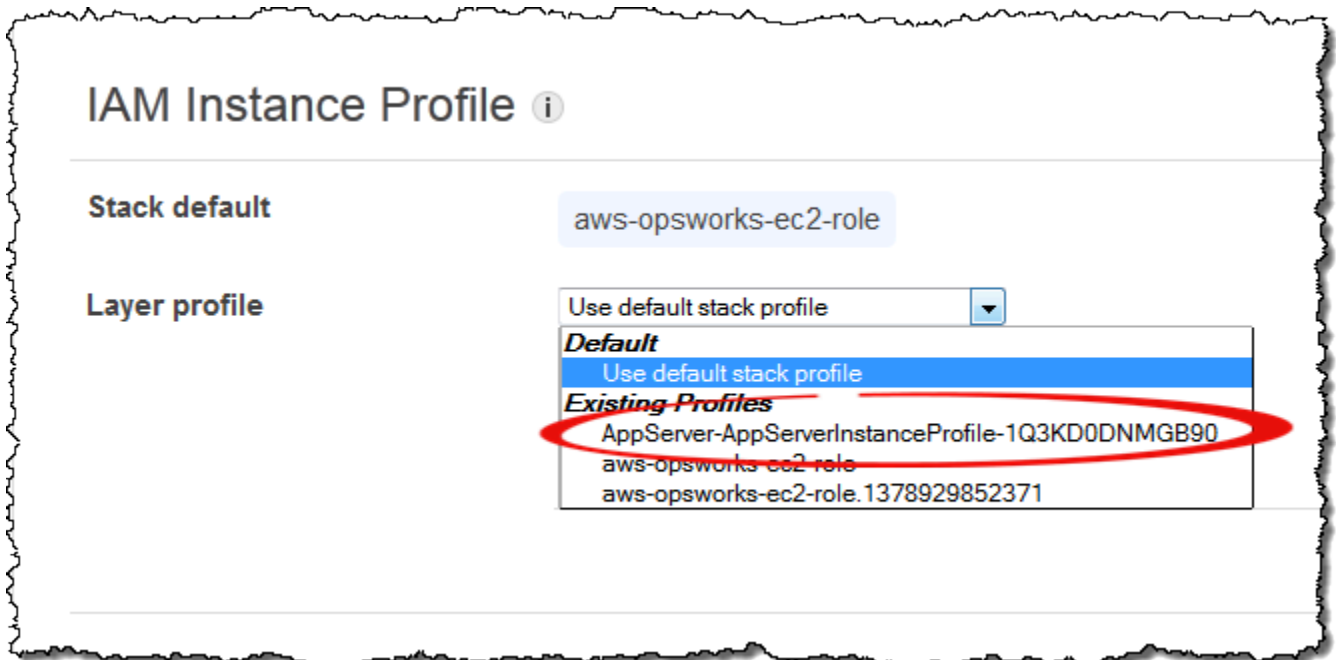 IAM Instance Profile i
Stack default
aws-opsworks-ec2-role
Layer profile
Use default stack profile
Default
Use default stack profile
Existing Profiles
AppServer-AppServerInstanceProfile-1Q3KD0DNMGB90
aws-opsworks-ec2-role
aws-opsworks-ec2-role.1378929852371